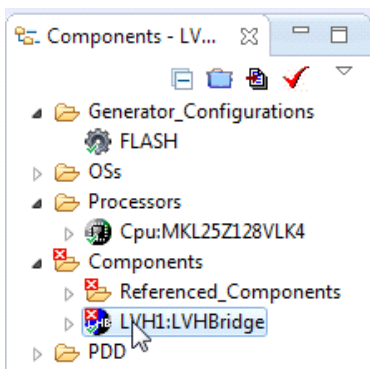 Components - LV...
Generator_Configurations
FLASH
OSs
Processors
Cpu:MKL25Z128VLK4
Components
Referenced_Components
LVH1:LVHBridge
PDD